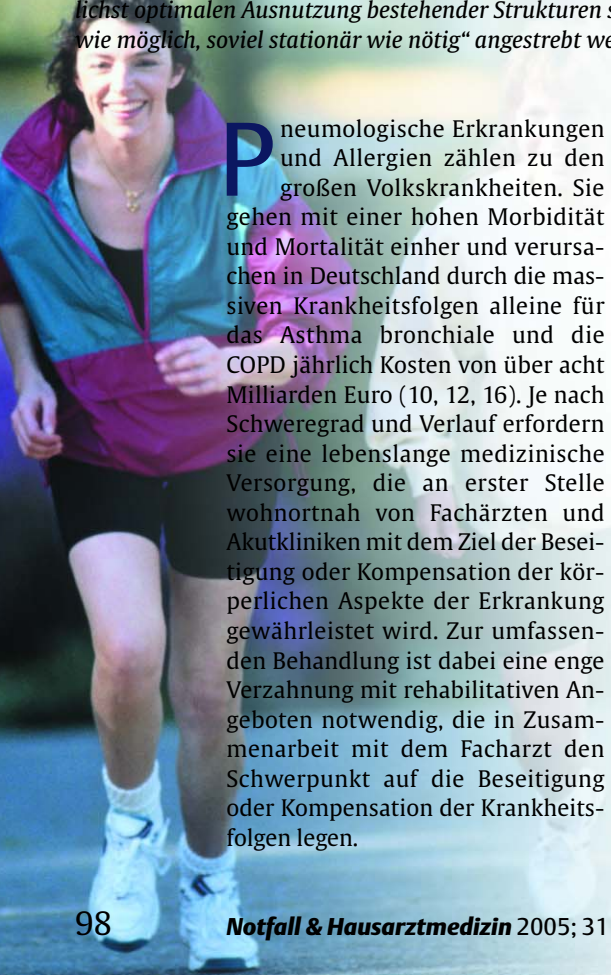 lichst optimalen Ausnutzung bestehender Strukturen
wie möglich, soviel stationär wie nötig“ angestrebt
Pneumologische Erkrankungen
und Allergien zählen zu den
großen Volkskrankheiten. Sie
gehen mit einer hohen Morbidität
und Mortalität einher und verursa-
chen in Deutschland durch die mas-
siven Krankheitsfolgen alleine für
das Asthma bronchiale und die
COPD jährlich Kosten von über acht
Milliarden Euro (10, 12, 16). Je nach
Schweregrad und Verlauf erfordern
sie eine lebenslange medizinische
Versorgung, die an erster Stelle
wohnortnah von Fachärzten und
Akutkliniken mit dem Ziel der Besei-
tigung oder Kompensation der kör-
perlichen Aspekte der Erkrankung
gewährleistet wird. Zur umfassen-
den Behandlung ist dabei eine enge
Verzahnung mit rehabilitativen An-
geboten notwendig, die in Zusam-
menarbeit mit dem Facharzt den
Schwerpunkt auf die Beseitigung
oder Kompensation der Krankheits-
folgen legen.
98 Notfall & Hausarztmedizin 2005; 31